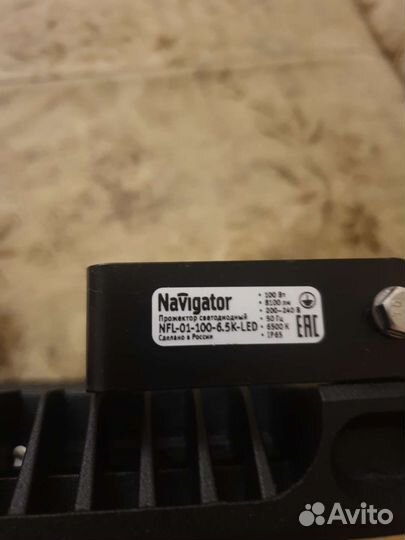 Navigator
Прожектор светодиодный
NFL-01-100-6.5K-LED
Сделано в России
• 100 Вт
• 8100 лм
• 200-240 В
• 50 Гц
• 6500 К
• IP65
EAC
Avito